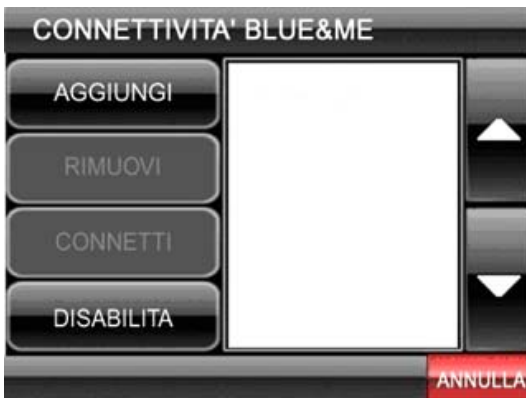 CONNETTIVITA' BLUE&ME
AGGIUNGI
RIMUOVI
CONNETTI
DISABILITA
ANNULLA